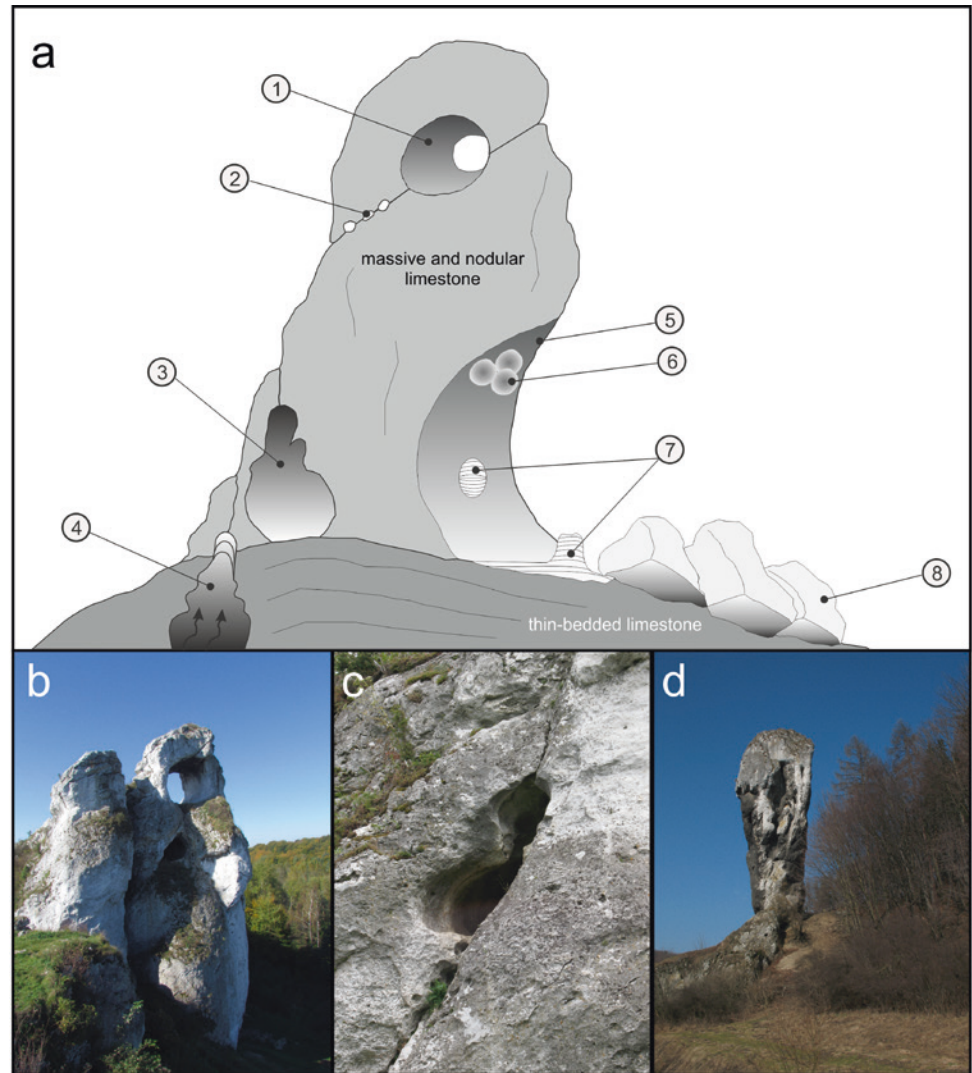 a
1
2
massive and nodular
limestone
5
6
3
7
4
8
thin-bedded limestone
b
c
d